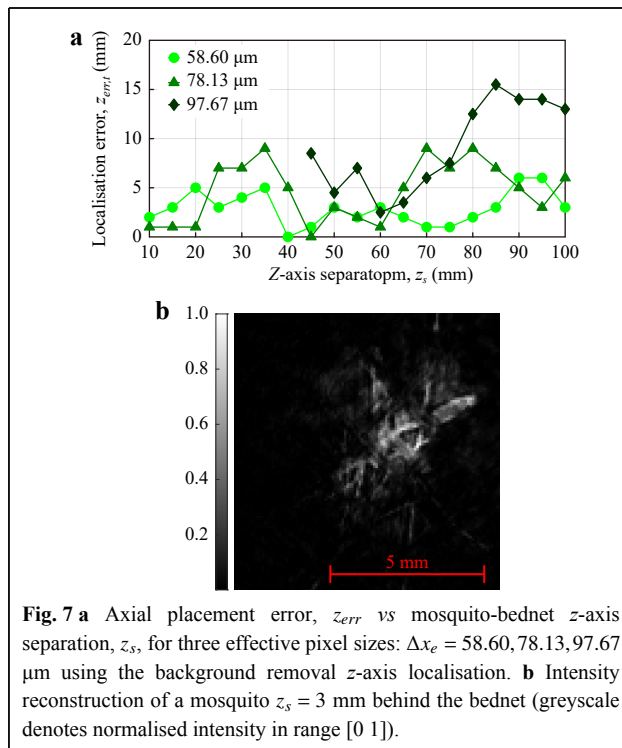 a
20
15
10
5
0
Localisation error, z_err,t (mm)
58.60 μm
78.13 μm
97.67 μm
10 20 30 40 50 60 70 80 90 100
Z-axis separatopm, z_s (mm)
b
1.0
0.8
0.6
0.4
0.2
5 mm
Fig. 7 a Axial placement error, z_err vs mosquito-bednet z-axis
separation, z_s, for three effective pixel sizes: Δx_e = 58.60, 78.13, 97.67
μm using the background removal z-axis localisation. b Intensity
reconstruction of a mosquito z_s = 3 mm behind the bednet (greyscale
denotes normalised intensity in range [0 1]).